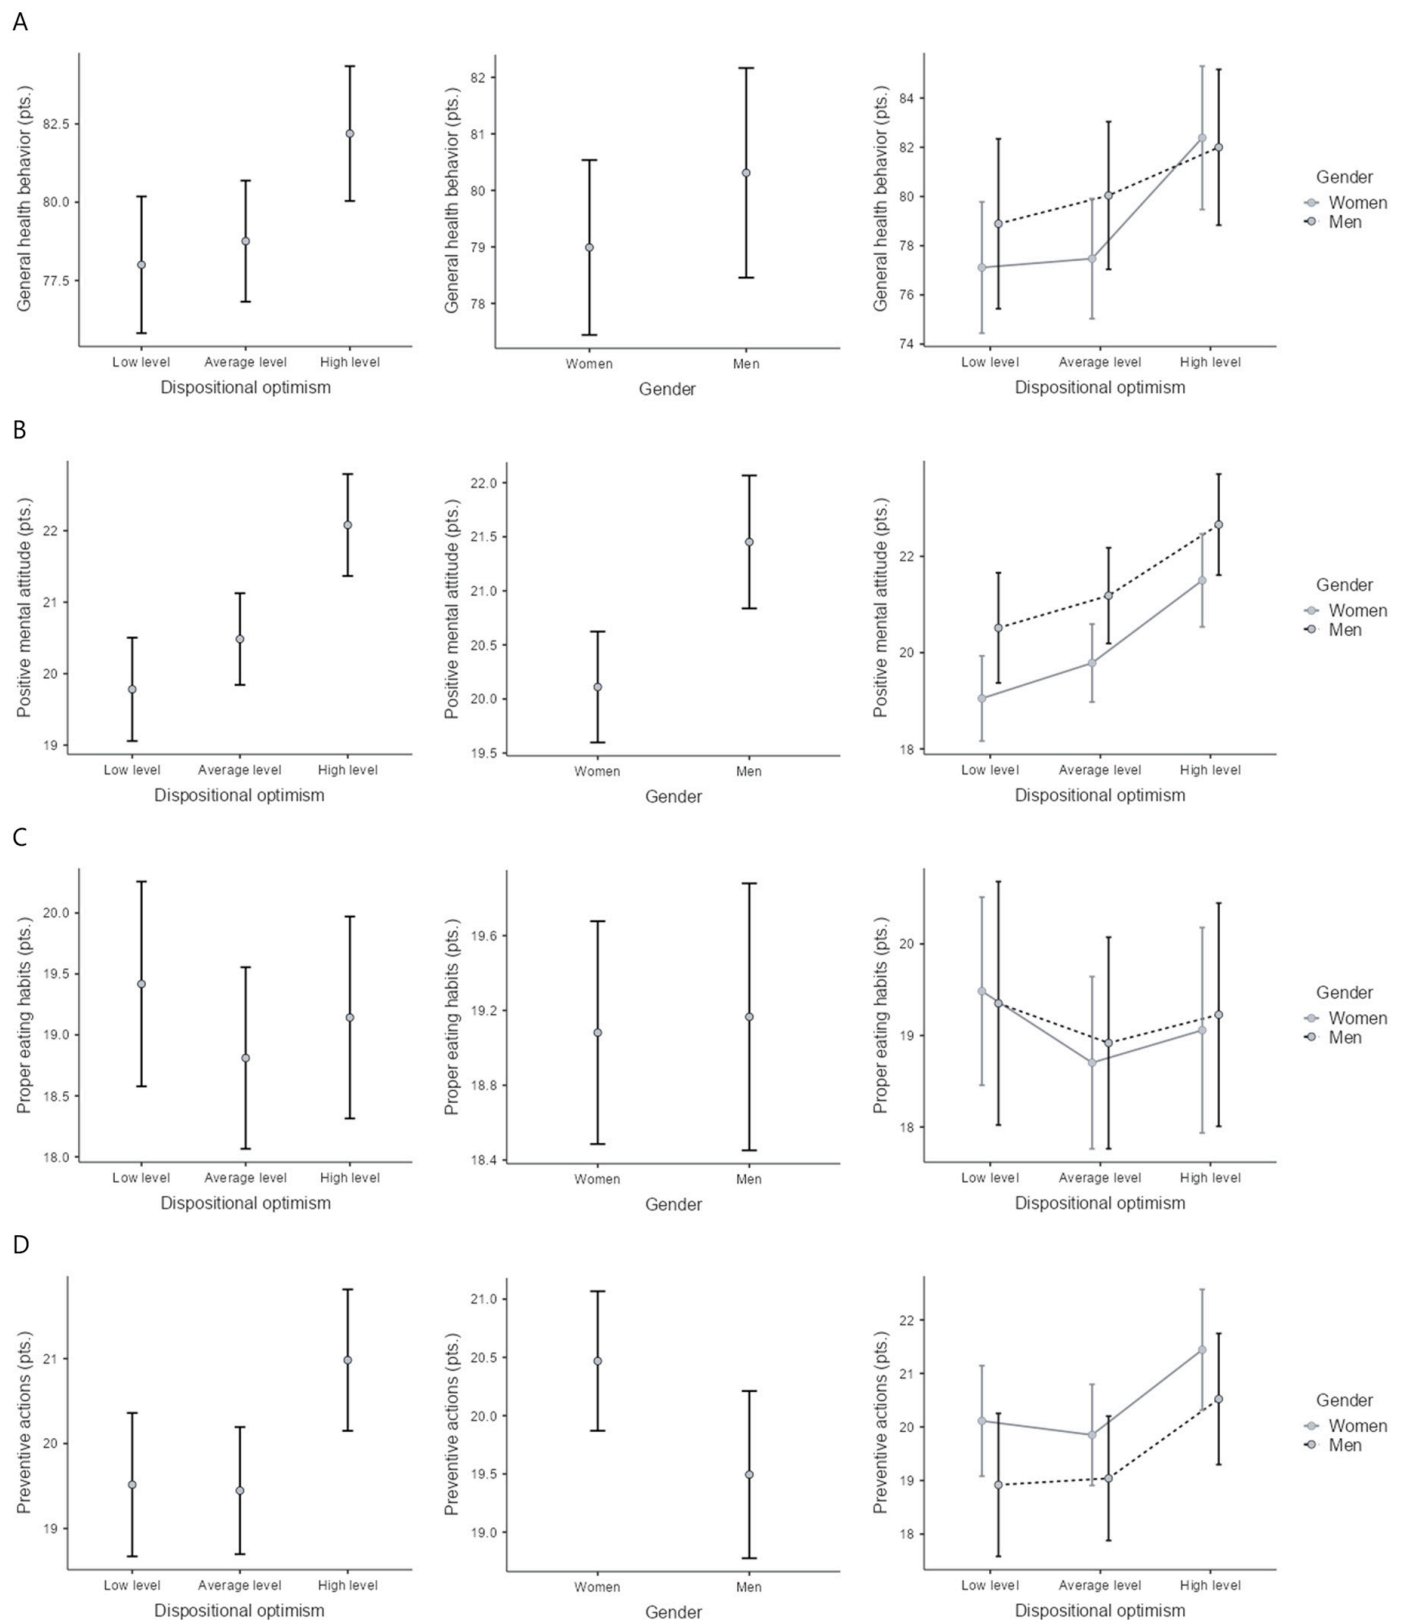 A
General health behavior (pts.)
82.5
80.0
77.5
Low level
Average level
High level
Dispositional optimism
General health behavior (pts.)
82
81
80
79
78
Women
Men
Gender
General health behavior (pts.)
84
82
80
78
76
74
Low level
Average level
High level
Dispositional optimism
Gender
Women
Men
B
Positive mental attitude (pts.)
22
21
20
19
Low level
Average level
High level
Dispositional optimism
Positive mental attitude (pts.)
22.0
21.5
21.0
20.5
20.0
19.5
Women
Men
Gender
Positive mental attitude (pts.)
22
20
18
Low level
Average level
High level
Dispositional optimism
Gender
Women
Men
C
Proper eating habits (pts.)
20.0
19.5
19.0
18.5
18.0
Low level
Average level
High level
Dispositional optimism
Proper eating habits (pts.)
19.6
19.2
18.8
18.4
Women
Men
Gender
Proper eating habits (pts.)
20
19
18
Low level
Average level
High level
Dispositional optimism
Gender
Women
Men
D
Preventive actions (pts.)
21
20
19
Low level
Average level
High level
Dispositional optimism
Preventive actions (pts.)
21.0
20.5
20.0
19.5
19.0
Women
Men
Gender
Preventive actions (pts.)
22
21
20
19
18
Low level
Average level
High level
Dispositional optimism
Gender
Women
Men